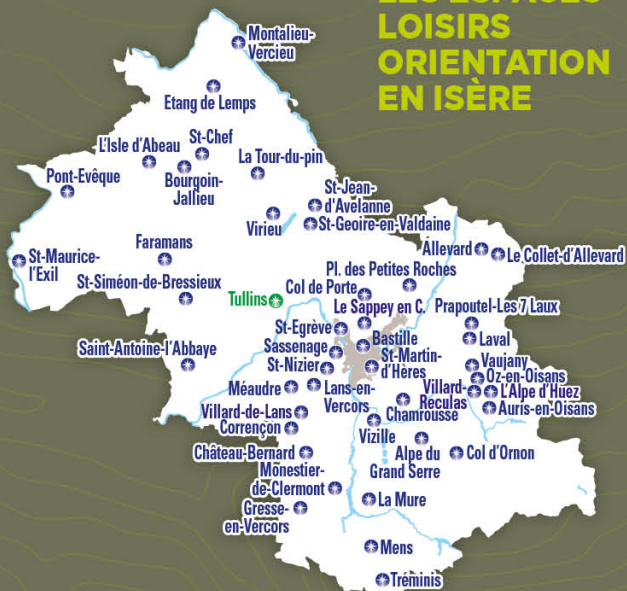 LES ESPACES
LOISIRS
ORIENTATION
EN ISÈRE
Montalieu-
Vercieu
Etang de Lemps
L'Isle d'Abeau
St-Chef
La Tour-du-pin
Pont-Evêque
Bourgoin-
Jallieu
St-Jean-
d'Avelanne
Virieu
St-Geoire-en-Valdaine
St-Maurice-
l'Exil
Faramans
Allevard
Le Collet-d'Allevard
St-Siméon-de-Bressieux
Pl. des Petites Roches
Tullins
Col de Porte
Le Sappey en C.
Prapoutel-Les 7 Laux
St-Egrève
Bastille
Laval
Saint-Antoine-l'Abbaye
Sassenage
St-Martin-
d'Hères
St-Nizier
Vaujany
Oz-en-Oisans
Méaudre
Lans-en-
Vercors
Villard-
Reculas
L'Alpe d'Huez
Chamrousse
Auris-en-Oisans
Villard-de-Lans
Corrençon
Vizille
Château-Bernard
Alpe du
Grand Serre
Col d'Ornon
Monestier-
de-Clermont
La Mure
Gresse-
en-Vercors
Mens
Tréminis